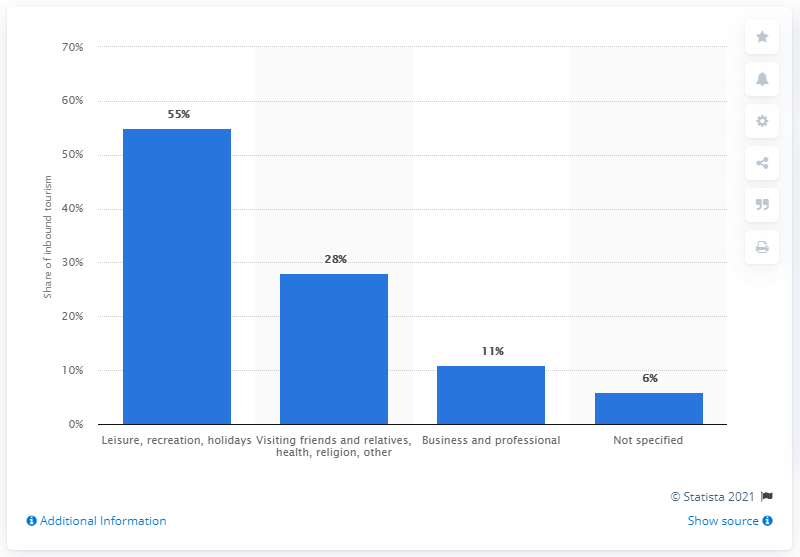 70%
60%
50%
40%
30%
20%
10%
0%
Share of inbound tourism
55%
28%
11%
6%
Leisure, recreation, holidays
Visiting friends and relatives,
health, religion, other
Business and professional
Not specified
© Statista 2021
Additional Information
Show source